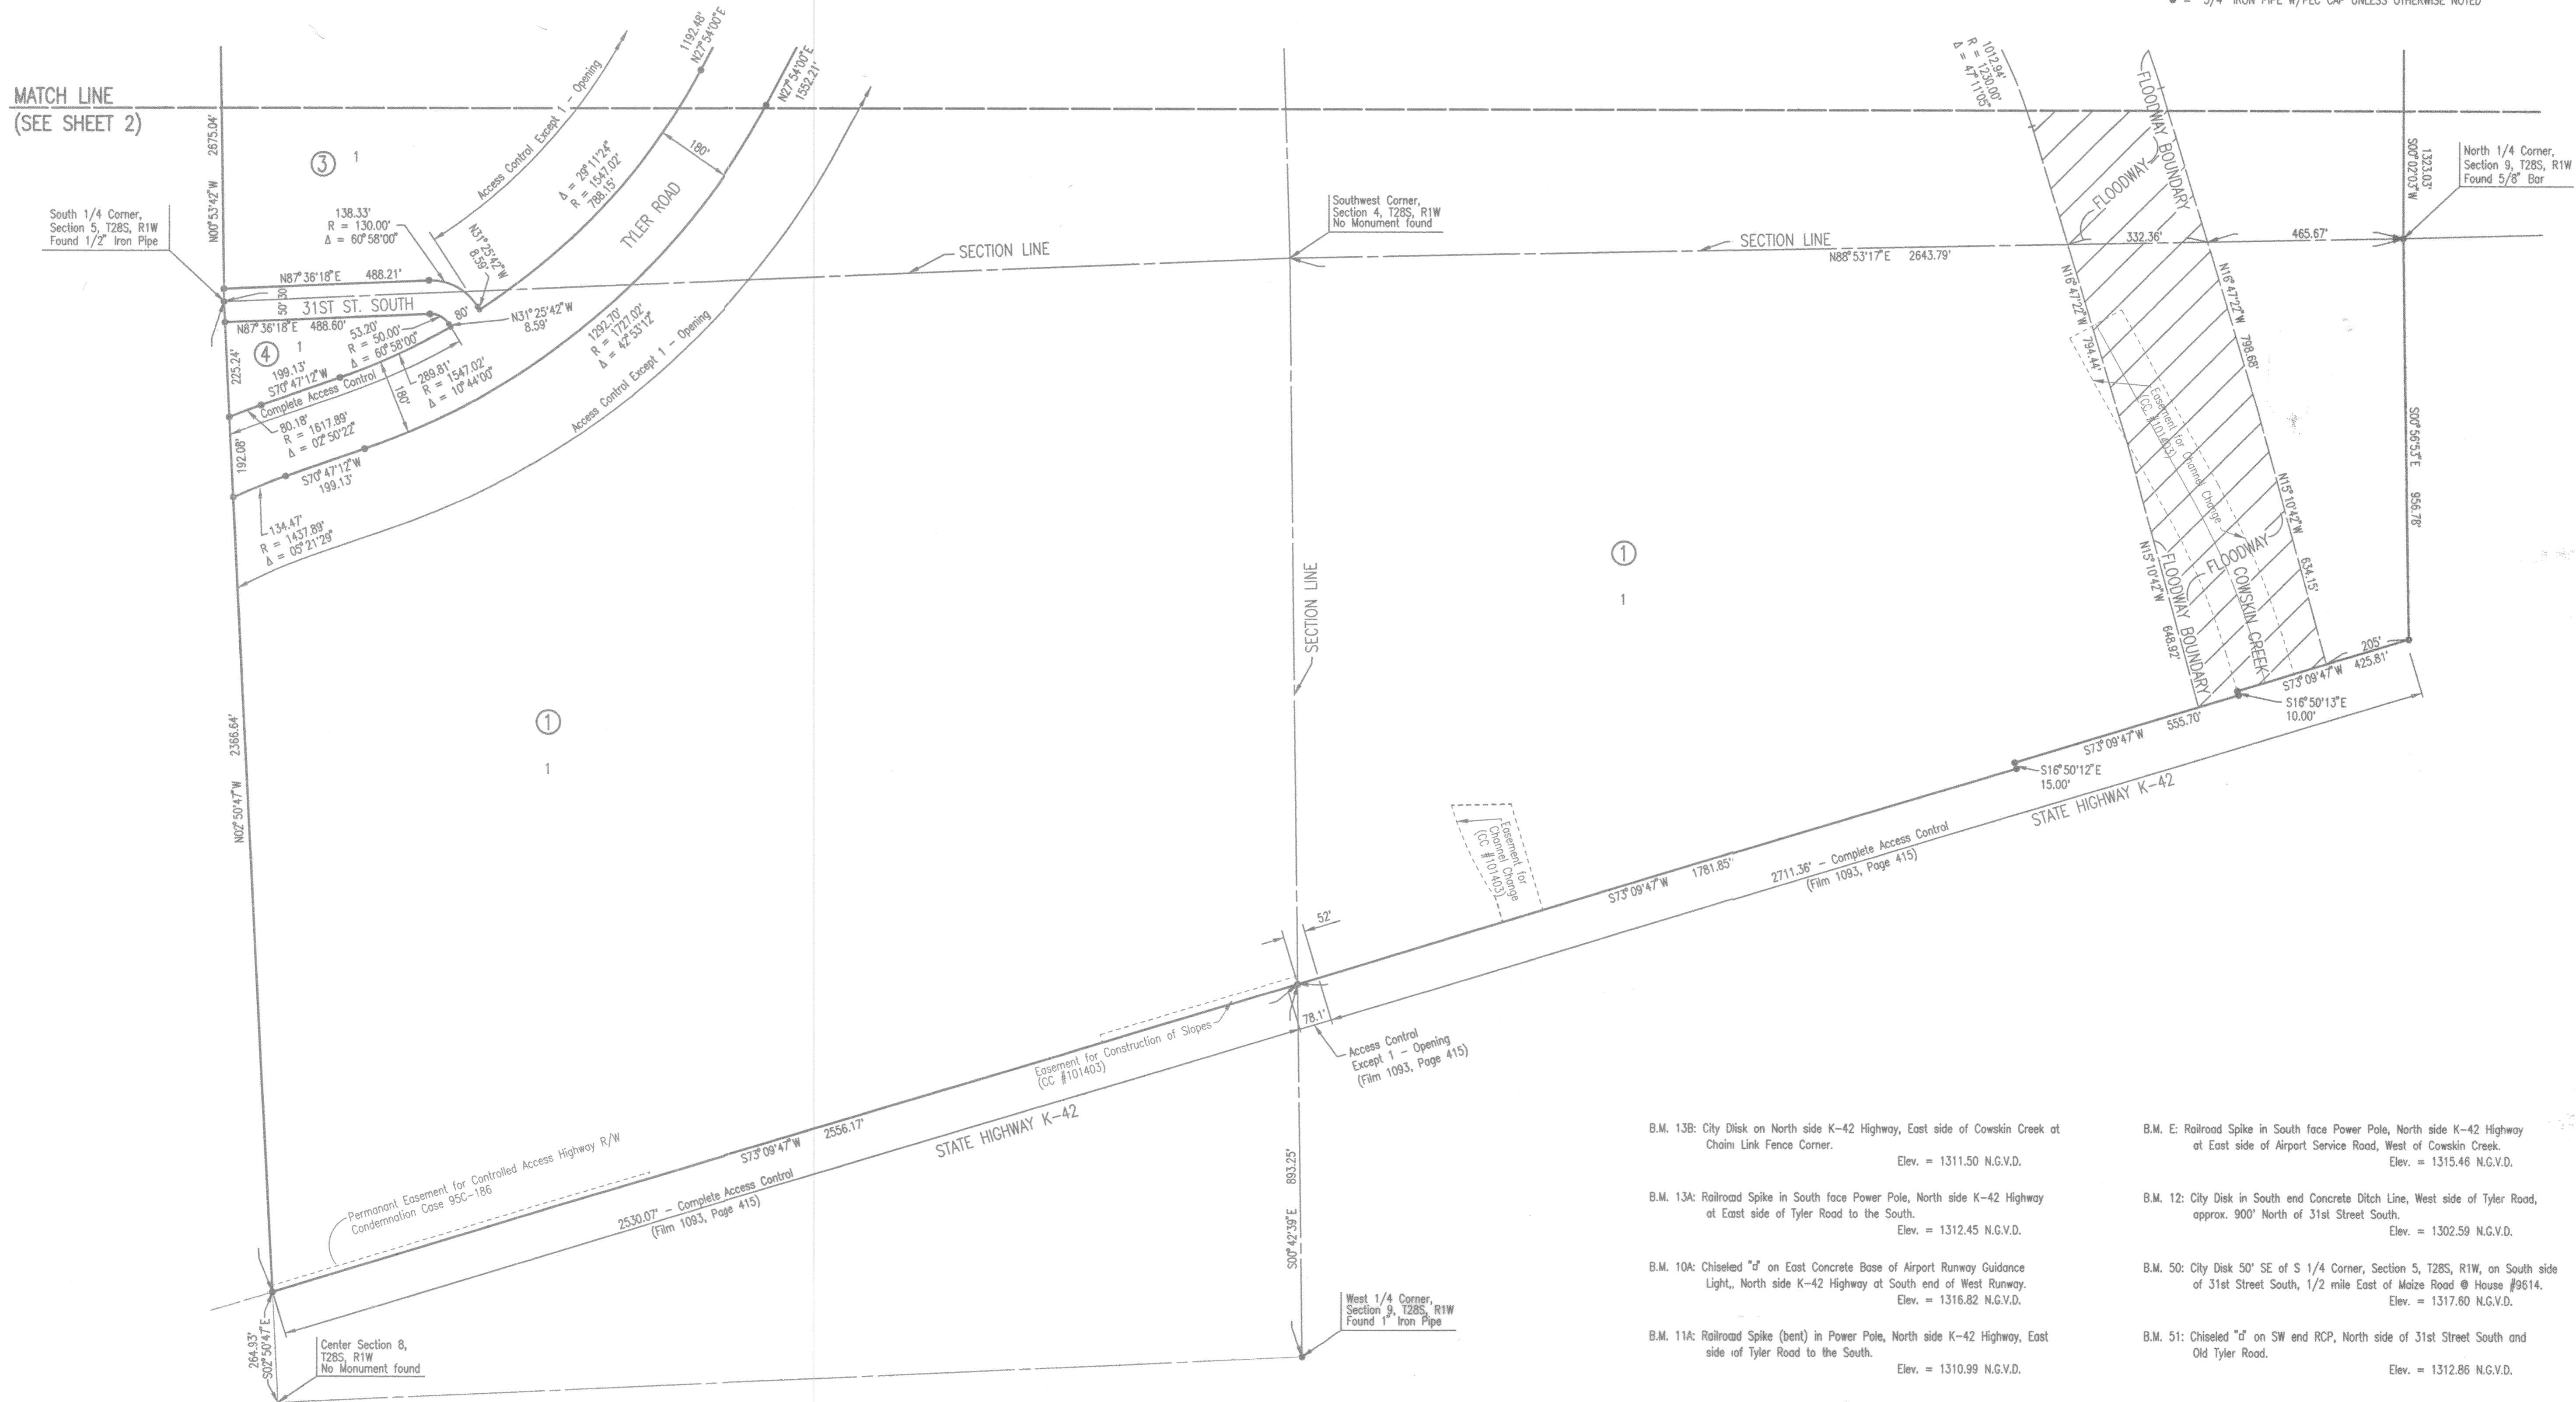 ● = 3/4" IRON PIPE W/PEC CAP UNLESS OTHERWISE NOTED
MATCH LINE
(SEE SHEET 2)
2675.04'
N00°53'42"W
③ 1
South 1/4 Corner,
Section 5, T28S, R1W
Found 1/2" Iron Pipe
138.33'
R = 130.00'
Δ = 60°58'00"
Access Control Except 1 - Opening
1192.48'
N27°54'00"E
N27°54'00"E
1552.21'
Δ = 29°11'24"
R = 1547.02'
788.15'
180'
TYLER ROAD
N31°25'42"W
8.59'
N87°36'18"E 488.21'
50' 30'
31ST ST. SOUTH
80'
N31°25'42"W
8.59'
N87°36'18"E 488.60'
④ 1
53.20'
R = 50.00'
Δ = 60°58'00"
225.24'
199.13'
S70°47'12"W
Complete Access Control
289.81'
R = 1547.02'
Δ = 10°44'00"
180'
80.18'
R = 1617.89'
Δ = 02°50'22"
192.08'
S70°47'12"W
199.13'
134.47'
R = 1437.89'
Δ = 05°21'29"
1292.70'
R = 1727.02'
Δ = 42°53'12"
Access Control Except 1 - Opening
SECTION LINE
Southwest Corner,
Section 4, T28S, R1W
No Monument found
SECTION LINE
N88°53'17"E 2643.79'
1012.94'
R = 1230.00'
Δ = 47°11'05"
FLOODWAY BOUNDARY
FLOODWAY
332.36'
465.67'
1323.03'
S00°02'03"W
North 1/4 Corner,
Section 9, T28S, R1W
Found 5/8" Bar
N16°47'22"W 794.44'
N16°47'22"W 798.68'
Easement for Channel Change
(CC #101403)
S00°56'53"E 956.78'
N15°10'42"W 634.15'
N15°10'42"W 648.92'
FLOODWAY
FLOODWAY BOUNDARY
COWSKIN CREEK
205'
S73°09'47"W 425.81'
S16°50'13"E
10.00'
S73°09'47"W 555.70'
S16°50'12"E
15.00'
STATE HIGHWAY K-42
SECTION LINE
①
1
①
1
N02°50'47"W 2366.64'
Easement for
Channel Change
(CC #101403)
S73°09'47"W 1781.85'
2711.36' - Complete Access Control
(Film 1093, Page 415)
52'
78.1'
Access Control
Except 1 - Opening
(Film 1093, Page 415)
Easement for Construction of Slopes
(CC #101403)
STATE HIGHWAY K-42
S73°09'47"W 2556.17'
2530.07' - Complete Access Control
(Film 1093, Page 415)
Permanant Easement for Controlled Access Highway R/W
Condemnation Case 95C-186
S00°42'39"E 893.25'
West 1/4 Corner,
Section 9, T28S, R1W
Found 1" Iron Pipe
264.93'
S02°50'47"E
Center Section 8,
T28S, R1W
No Monument found
B.M. 13B: City Disk on North side K-42 Highway, East side of Cowskin Creek at
Chain Link Fence Corner.
Elev. = 1311.50 N.G.V.D.
B.M. 13A: Railroad Spike in South face Power Pole, North side K-42 Highway
at East side of Tyler Road to the South.
Elev. = 1312.45 N.G.V.D.
B.M. 10A: Chiseled "□" on East Concrete Base of Airport Runway Guidance
Light,, North side K-42 Highway at South end of West Runway.
Elev. = 1316.82 N.G.V.D.
B.M. 11A: Railroad Spike (bent) in Power Pole, North side K-42 Highway, East
side of Tyler Road to the South.
Elev. = 1310.99 N.G.V.D.
B.M. E: Railroad Spike in South face Power Pole, North side K-42 Highway
at East side of Airport Service Road, West of Cowskin Creek.
Elev. = 1315.46 N.G.V.D.
B.M. 12: City Disk in South end Concrete Ditch Line, West side of Tyler Road,
approx. 900' North of 31st Street South.
Elev. = 1302.59 N.G.V.D.
B.M. 50: City Disk 50' SE of S 1/4 Corner, Section 5, T28S, R1W, on South side
of 31st Street South, 1/2 mile East of Maize Road @ House #9614.
Elev. = 1317.60 N.G.V.D.
B.M. 51: Chiseled "□" on SW end RCP, North side of 31st Street South and
Old Tyler Road.
Elev. = 1312.86 N.G.V.D.